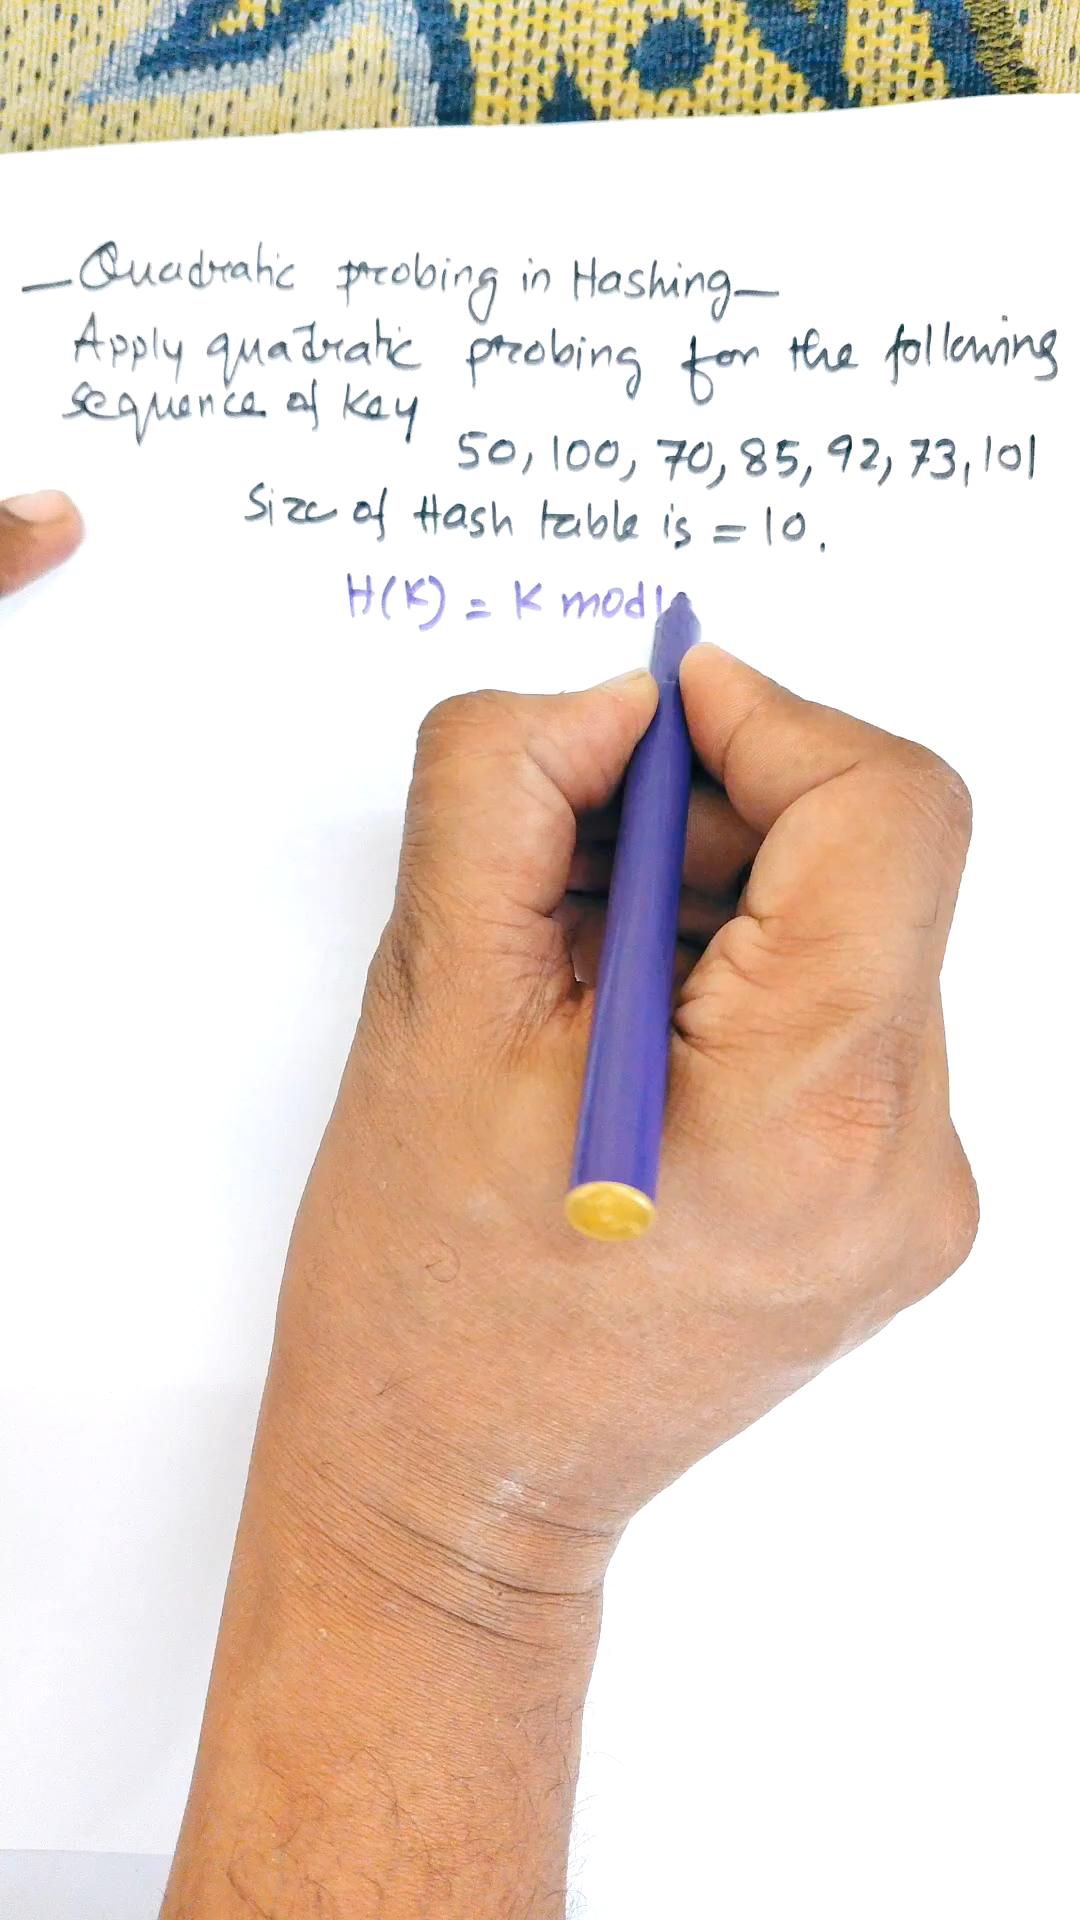 — Quadratic probing in Hashing —
Apply quadratic probing for the following
sequence of key
50, 100, 70, 85, 92, 73, 101
Size of Hash table is = 10.
H(K) = K mod 1